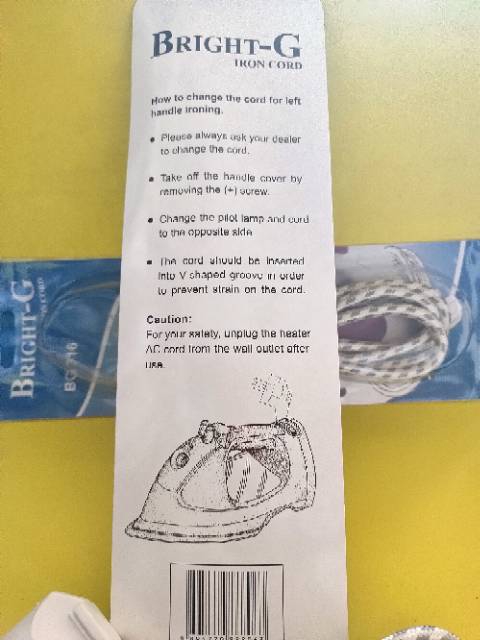 BRIGHT-G
IRON CORD
How to change the cord for left
handle ironing.
• Please always ask your dealer
to change the cord.
• Take off the handle cover by
removing the (+) screw.
• Change the pilot lamp and cord
to the opposite side
• The cord should be inserted
into V shaped groove in order
to prevent strain on the cord.
Caution:
For your safety, unplug the heater
AC cord from the wall outlet after
use.
BRIGHT-G